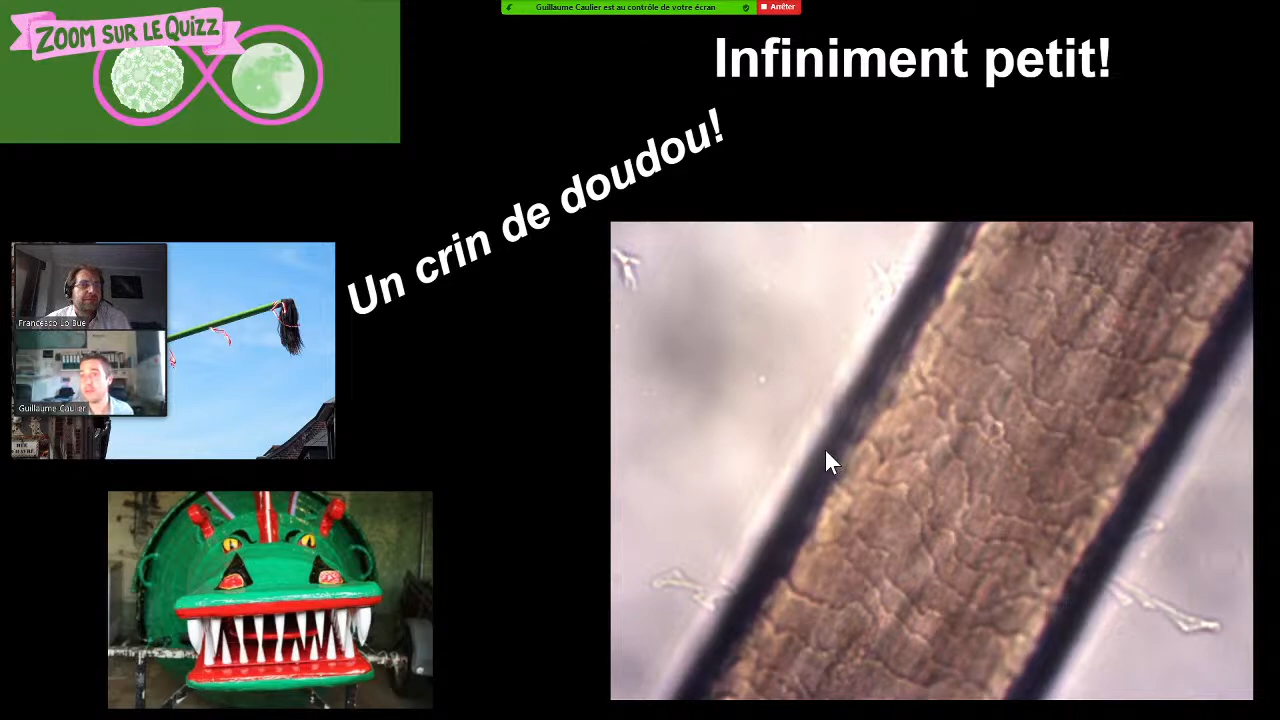 Guillaume Caulier est au contrôle de votre écran
Arrêter
ZOOM SUR LE QUIZZ
Infiniment petit!
Un crin de doudou!
Francesco Lo Bue
Guillaume Caulier